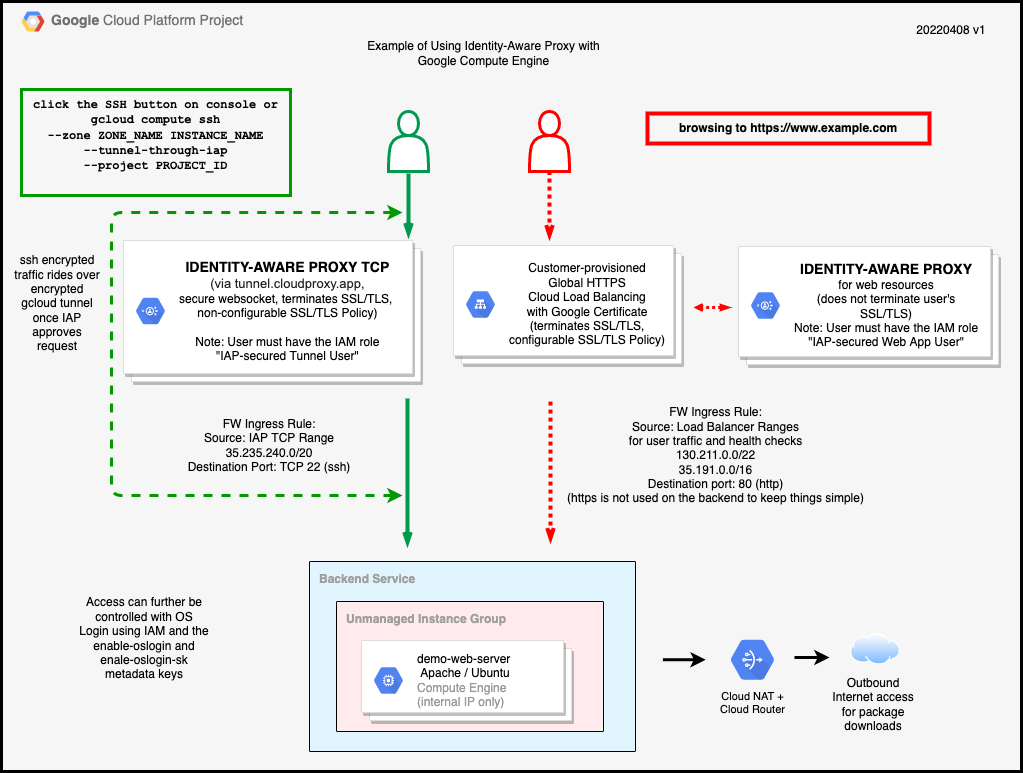 Google Cloud Platform Project
20220408 v1
Example of Using Identity-Aware Proxy with
Google Compute Engine
click the SSH button on console or
gcloud compute ssh
--zone ZONE_NAME INSTANCE_NAME
--tunnel-through-iap
--project PROJECT_ID
browsing to https://www.example.com
ssh encrypted
traffic rides over
encrypted
gcloud tunnel
once IAP
approves
request
IDENTITY-AWARE PROXY TCP
(via tunnel.cloudproxy.app,
secure websocket, terminates SSL/TLS,
non-configurable SSL/TLS Policy)
Note: User must have the IAM role
"IAP-secured Tunnel User"
Customer-provisioned
Global HTTPS
Cloud Load Balancing
with Google Certificate
(terminates SSL/TLS,
configurable SSL/TLS Policy)
IDENTITY-AWARE PROXY
for web resources
(does not terminate user's
SSL/TLS)
Note: User must have the IAM role
"IAP-secured Web App User"
FW Ingress Rule:
Source: IAP TCP Range
35.235.240.0/20
Destination Port: TCP 22 (ssh)
FW Ingress Rule:
Source: Load Balancer Ranges
for user traffic and health checks
130.211.0.0/22
35.191.0.0/16
Destination port: 80 (http)
(https is not used on the backend to keep things simple)
Access can further be
controlled with OS
Login using IAM and the
enable-oslogin and
enale-oslogin-sk
metadata keys
Backend Service
Unmanaged Instance Group
demo-web-server
Apache / Ubuntu
Compute Engine
(internal IP only)
Cloud NAT +
Cloud Router
Outbound
Internet access
for package
downloads